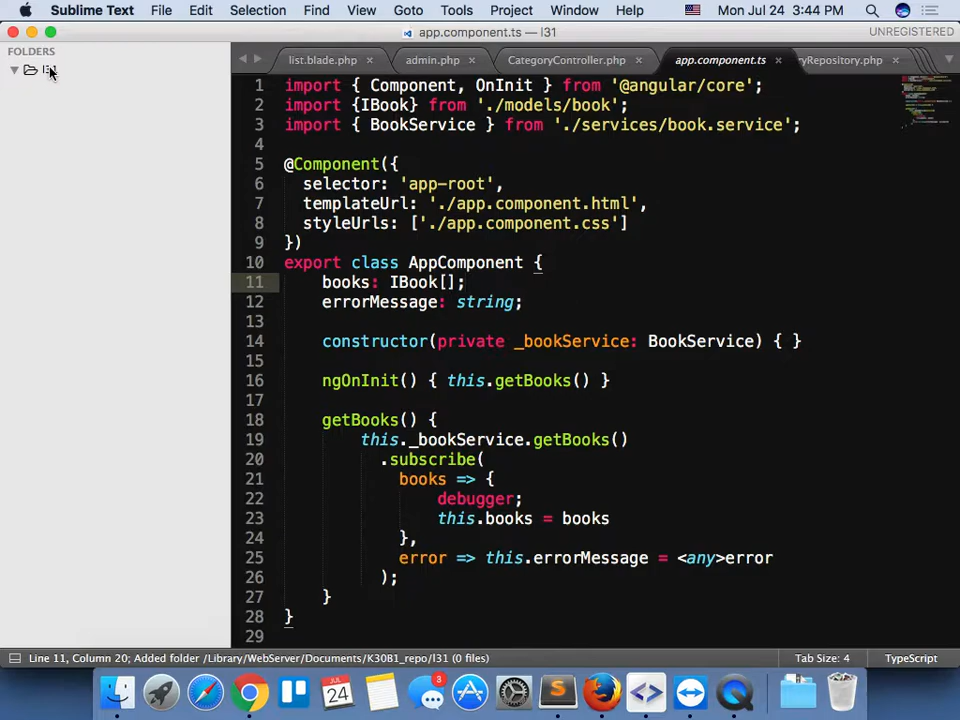 Sublime Text File Edit Selection Find View Goto Tools Project Window Help Mon Jul 24 3:44 PM
app.component.ts — l31 UNREGISTERED
FOLDERS
l31
list.blade.php admin.php CategoryController.php app.component.ts ryRepository.php
1 import { Component, OnInit } from '@angular/core';
2 import {IBook} from './models/book';
3 import { BookService } from './services/book.service';
4
5 @Component({
6 selector: 'app-root',
7 templateUrl: './app.component.html',
8 styleUrls: ['./app.component.css']
9 })
10 export class AppComponent {
11 books: IBook[];
12 errorMessage: string;
13
14 constructor(private _bookService: BookService) { }
15
16 ngOnInit() { this.getBooks() }
17
18 getBooks() {
19 this._bookService.getBooks()
20 .subscribe(
21 books => {
22 debugger;
23 this.books = books
24 },
25 error => this.errorMessage = <any>error
26 );
27 }
28 }
29
Line 11, Column 20; Added folder /Library/WebServer/Documents/K3081_repo/l31 (0 files) Tab Size: 4 TypeScript
JUL
24
3